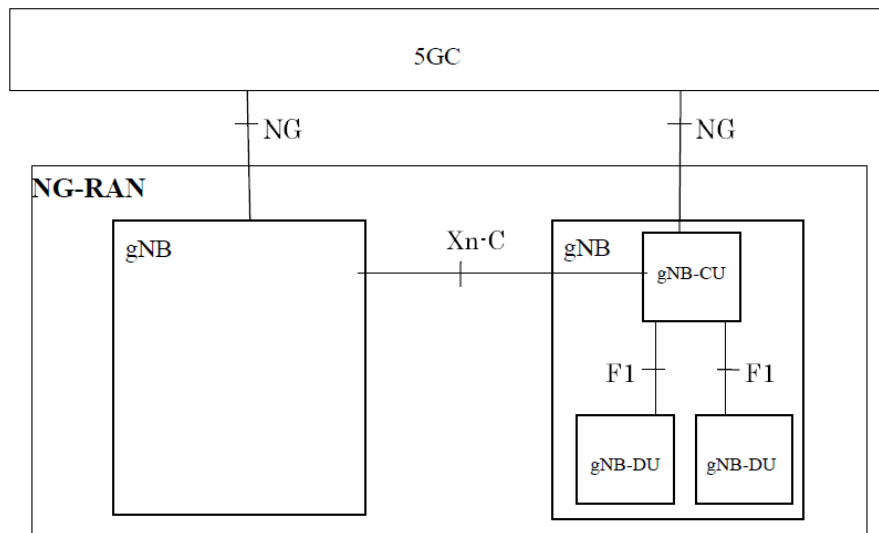 5GC
NG
NG
NG-RAN
gNB
Xn-C
gNB
gNB-CU
F1
F1
gNB-DU
gNB-DU